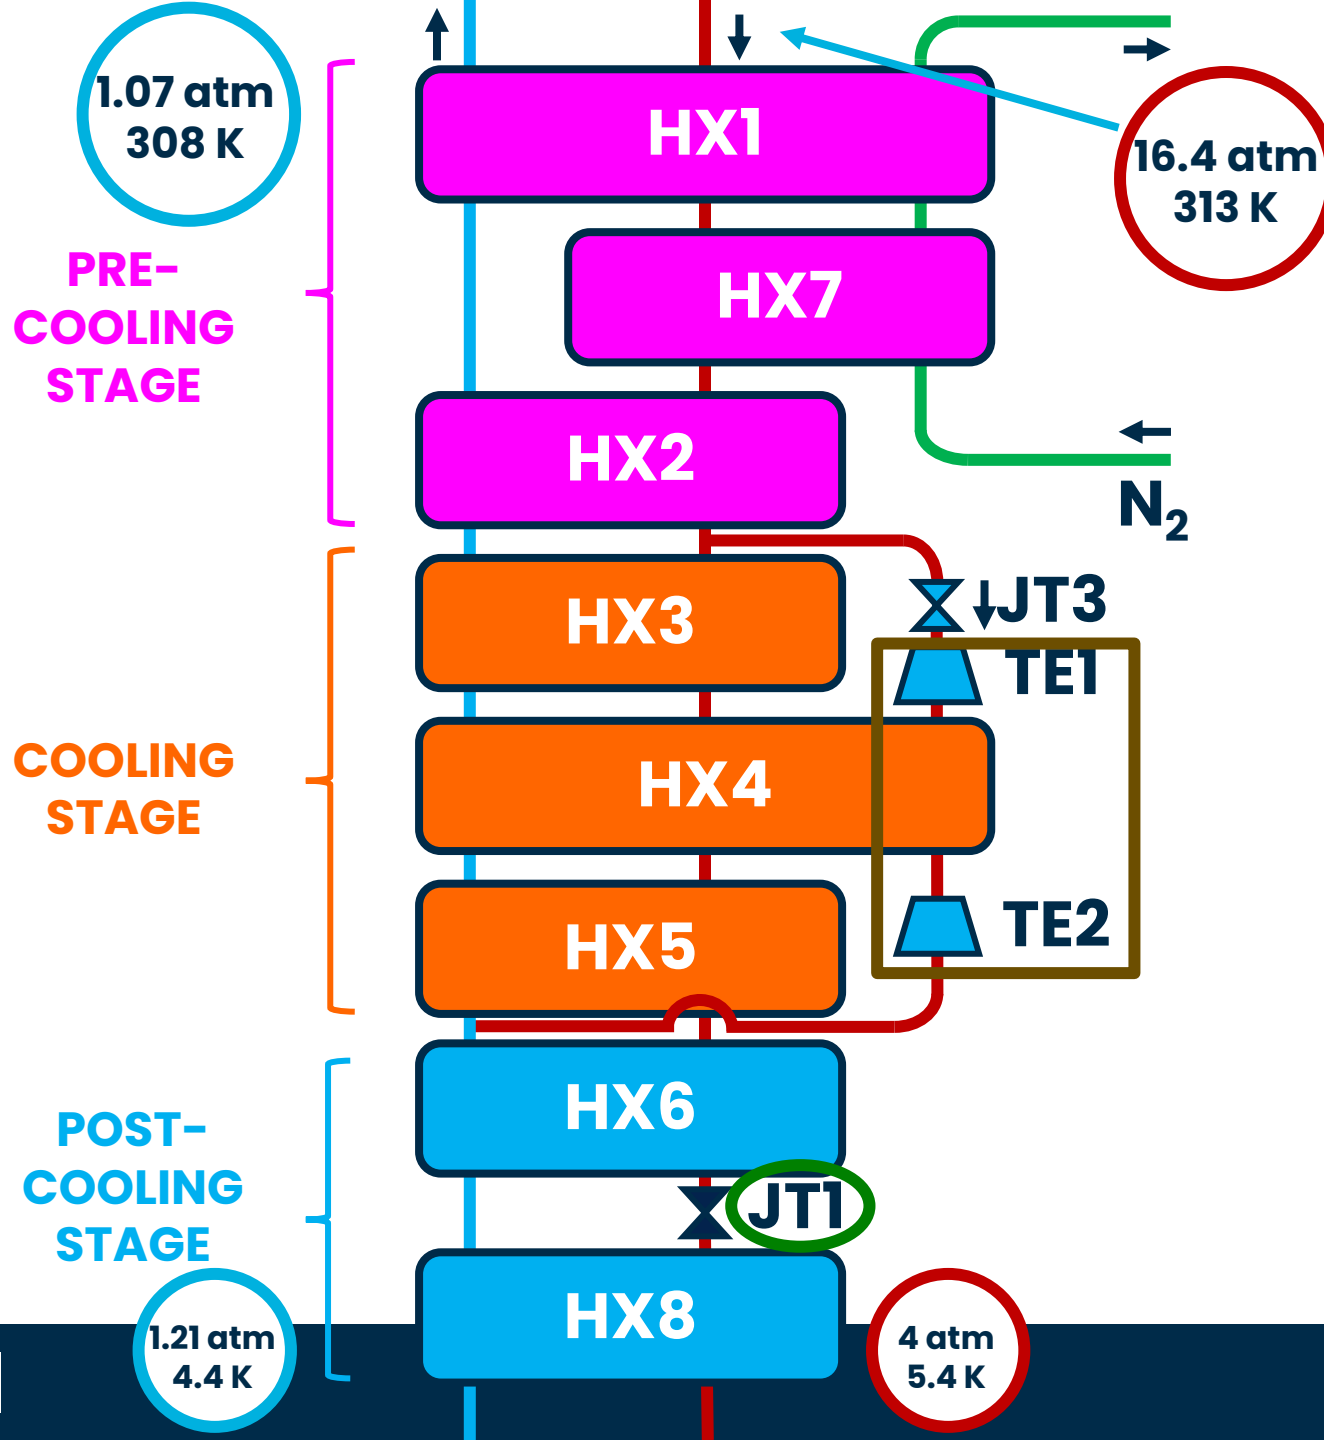 1.07 atm
308 K
HX1
16.4 atm
313 K
PRE-
COOLING
STAGE
HX7
HX2
N₂
HX3
JT3
TE1
COOLING
STAGE
HX4
HX5
TE2
POST-
COOLING
STAGE
HX6
JT1
HX8
1.21 atm
4.4 K
4 atm
5.4 K